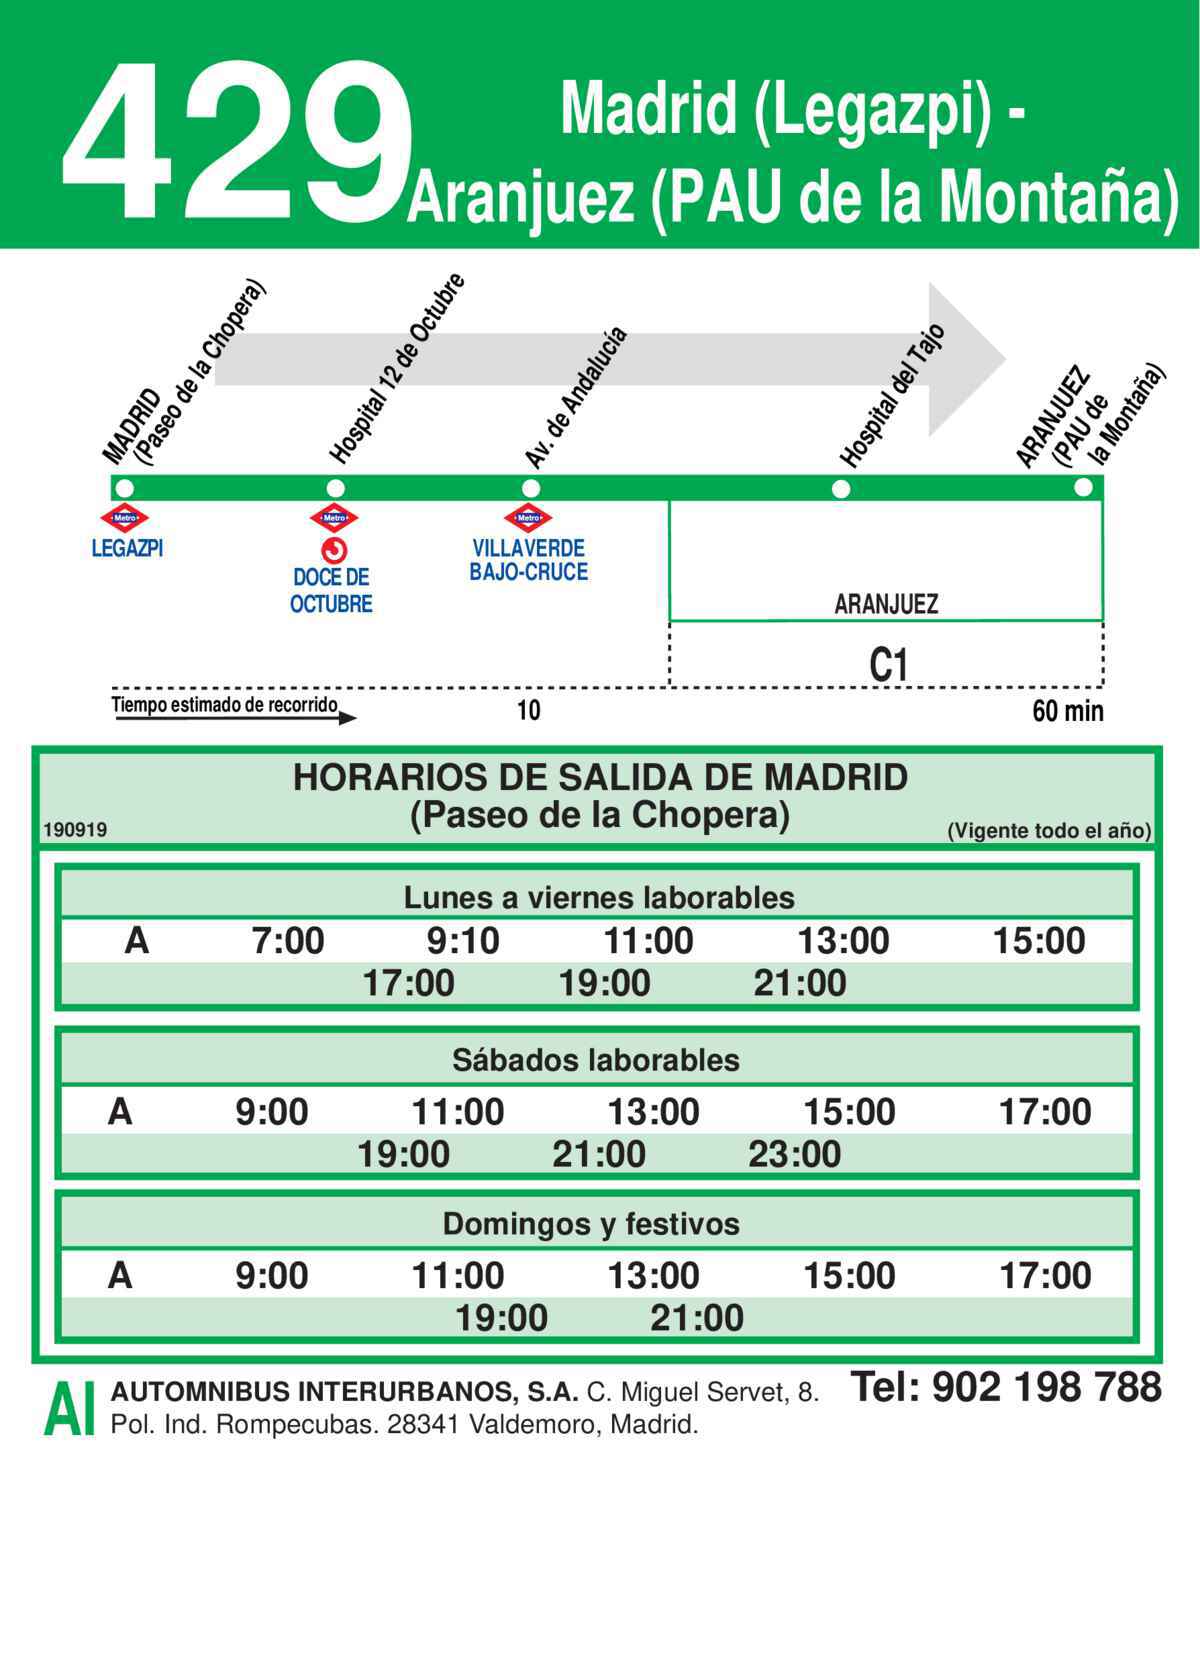 429
Madrid (Legazpi) -
Aranjuez (PAU de la Montaña)
MADRID
(Paseo de la Chopera)
Hospital 12 de Octubre
Av. de Andalucía
Hospital del Tajo
ARANJUEZ
(PAU de
la Montaña)
Metro
Metro
Metro
LEGAZPI
DOCE DE
OCTUBRE
VILLAVERDE
BAJO-CRUCE
ARANJUEZ
C1
Tiempo estimado de recorrido
10
60 min
HORARIOS DE SALIDA DE MADRID
(Paseo de la Chopera)
190919
(Vigente todo el año)
Lunes a viernes laborables
A 7:00 9:10 11:00 13:00 15:00
17:00 19:00 21:00
Sábados laborables
A 9:00 11:00 13:00 15:00 17:00
19:00 21:00 23:00
Domingos y festivos
A 9:00 11:00 13:00 15:00 17:00
19:00 21:00
AI
AUTOMNIBUS INTERURBANOS, S.A. C. Miguel Servet, 8.
Pol. Ind. Rompecubas. 28341 Valdemoro, Madrid.
Tel: 902 198 788